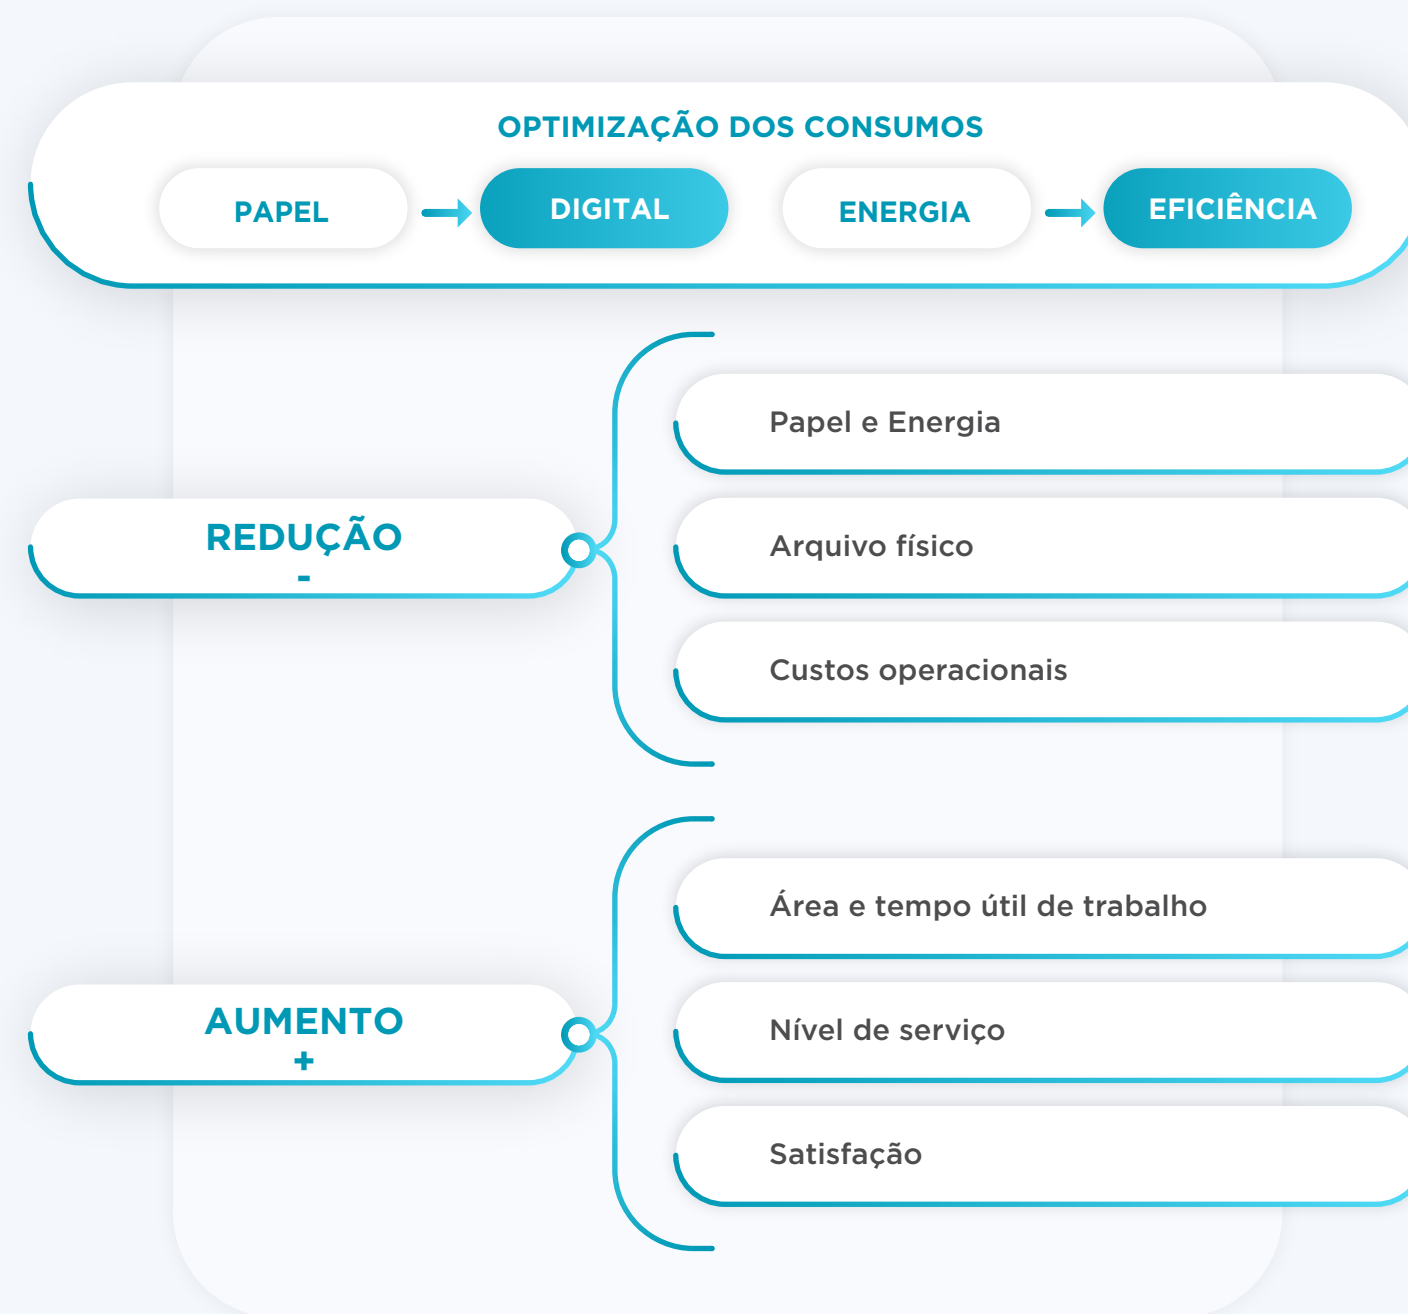 OPTIMIZAÇÃO DOS CONSUMOS
PAPEL DIGITAL ENERGIA EFICIÊNCIA
REDUÇÃO
-
Papel e Energia
Arquivo físico
Custos operacionais
AUMENTO
+
Área e tempo útil de trabalho
Nível de serviço
Satisfação